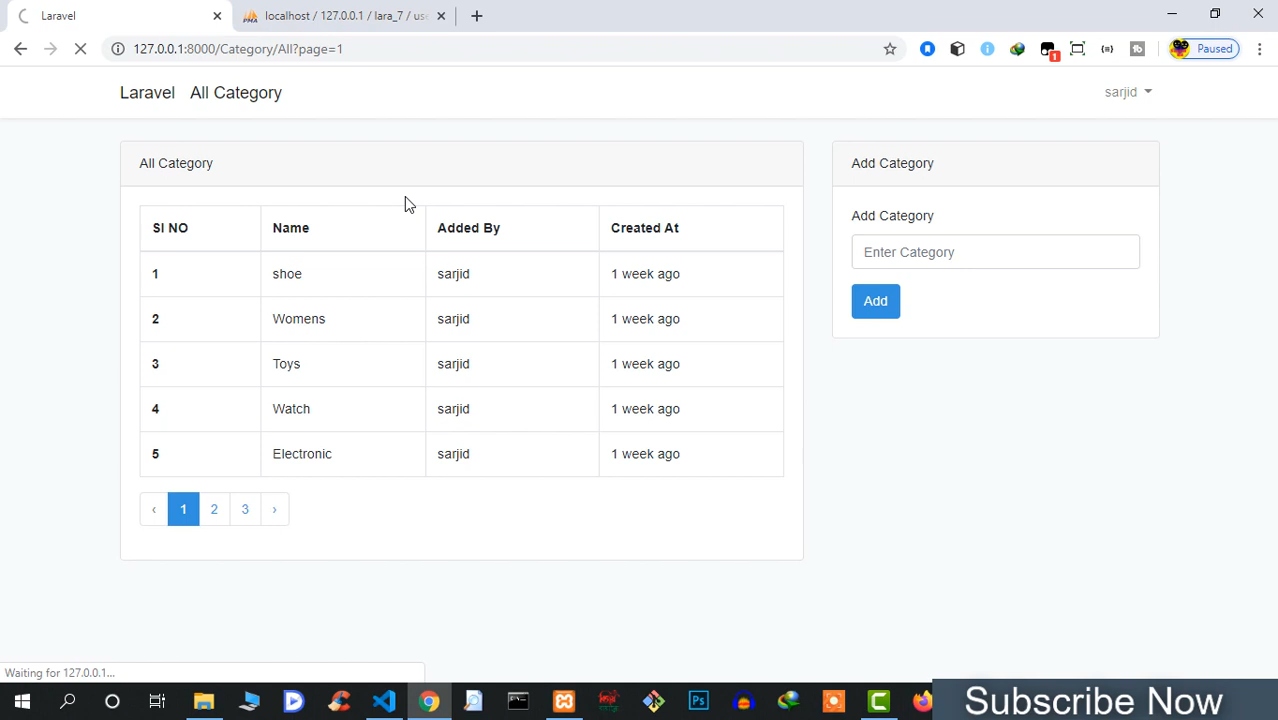 Laravel
localhost / 127.0.0.1 / lara_7 / use
127.0.0.1:8000/Category/All?page=1
1
Paused
Laravel All Category
sarjid
All Category
Sl NO Name Added By Created At
1 shoe sarjid 1 week ago
2 Womens sarjid 1 week ago
3 Toys sarjid 1 week ago
4 Watch sarjid 1 week ago
5 Electronic sarjid 1 week ago
‹ 1 2 3 ›
Add Category
Add Category
Enter Category
Add
Waiting for 127.0.0.1...
Subscribe Now